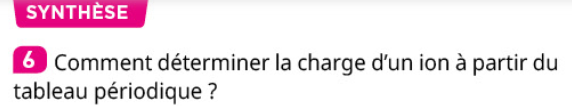 SYNTHÈSE
6 Comment déterminer la charge d'un ion à partir du
tableau périodique ?